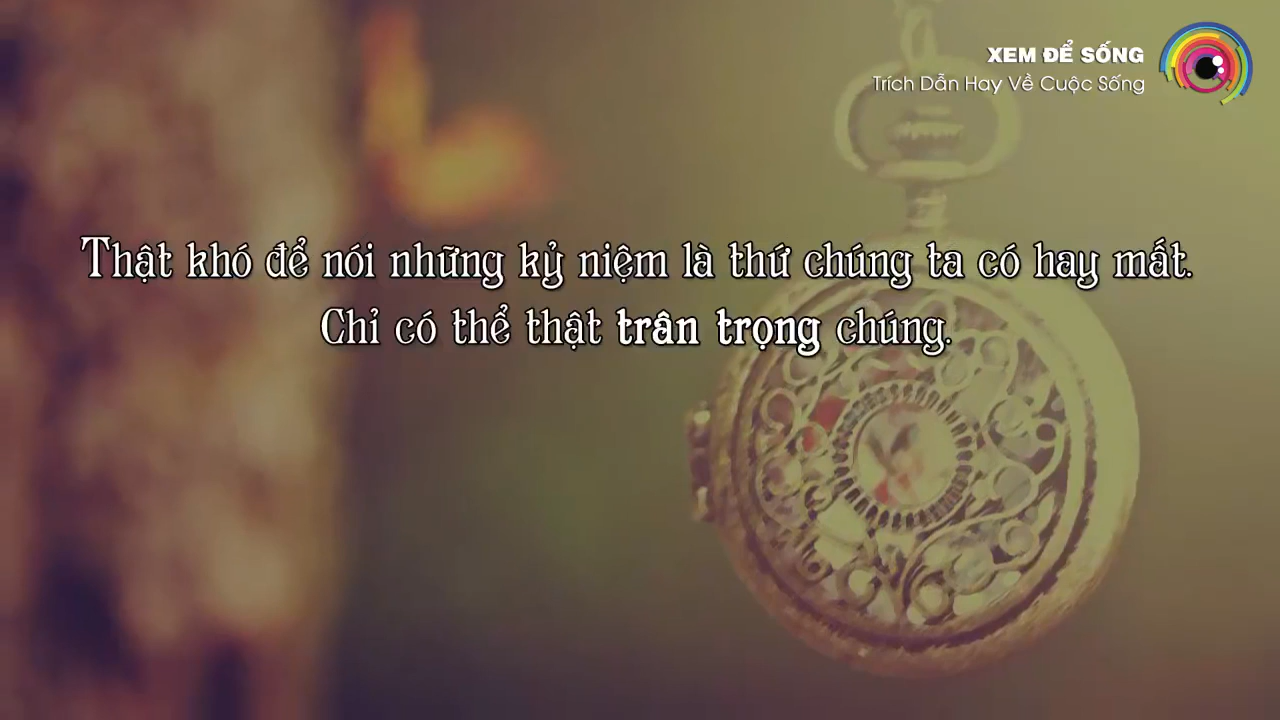 XEM ĐỂ SỐNG
Trích Dẫn Hay Về Cuộc Sống
Thật khó để nói những kỷ niệm là thứ chúng ta có hay mất.
Chỉ có thể thật trân trọng chúng.